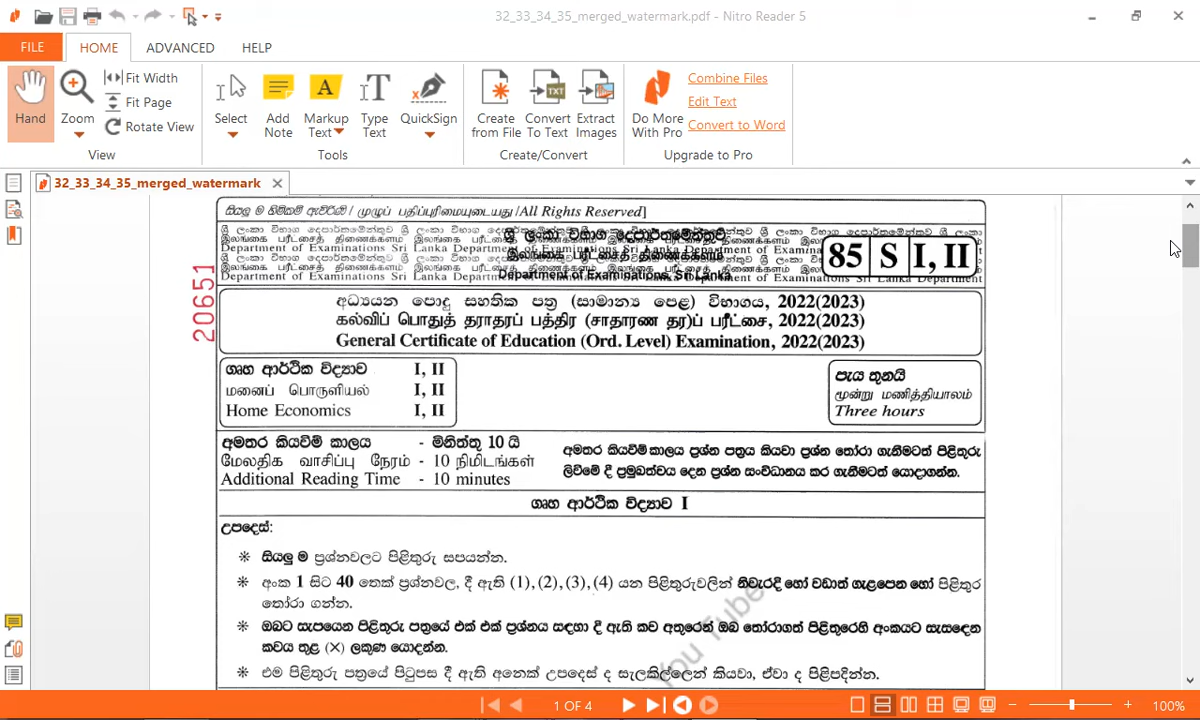 32_33_34_35_merged_watermark.pdf - Nitro Reader 5
FILE HOME ADVANCED HELP
Hand
Zoom
Fit Width
Fit Page
Rotate View
View
Select
Add Note
Markup Text
Type Text
QuickSign
Tools
Create from File
Convert To Text
Extract Images
Create/Convert
Do More With Pro
Combine Files
Edit Text
Convert to Word
Upgrade to Pro
32_33_34_35_merged_watermark
සියලු ම හිමිකම් ඇවිරිණි / முழுப் பதிப்புரிமையுடையது /All Rights Reserved]
ශ්‍රී ලංකා විභාග දෙපාර්තමේන්තුව
இலங்கைப் பரீட்சைத் திணைக்களம்
Department of Examinations, Sri Lanka
85 S I, II
20651
අධ්‍යයන පොදු සහතික පත්‍ර (සාමාන්‍ය පෙළ) විභාගය, 2022(2023)
கல்விப் பொதுத் தராதரப் பத்திர (சாதாரண தர)ப் பரீட்சை, 2022(2023)
General Certificate of Education (Ord. Level) Examination, 2022(2023)
ගෘහ ආර්ථික විද්‍යාව I, II
மனைப் பொருளியல் I, II
Home Economics I, II
පැය තුනයි
மூன்று மணித்தியாலம்
Three hours
අමතර කියවීම් කාලය - මිනිත්තු 10 යි
மேலதிக வாசிப்பு நேரம் - 10 நிமிடங்கள்
Additional Reading Time - 10 minutes
අමතර කියවීම් කාලය ප්‍රශ්න පත්‍රය කියවා ප්‍රශ්න තෝරා ගැනීමටත් පිළිතුරු
ලිවීමේ දී ප්‍රමුඛත්වය දෙන ප්‍රශ්න සංවිධානය කර ගැනීමටත් යොදාගන්න.
ගෘහ ආර්ථික විද්‍යාව I
උපදෙස්:
* සියලු ම ප්‍රශ්නවලට පිළිතුරු සපයන්න.
* අංක 1 සිට 40 තෙක් ප්‍රශ්නවල, දී ඇති (1), (2), (3), (4) යන පිළිතුරුවලින් නිවැරදි හෝ වඩාත් ගැළපෙන හෝ පිළිතුර
තෝරා ගන්න.
* ඔබට සැපයෙන පිළිතුරු පත්‍රයේ එක් එක් ප්‍රශ්නය සඳහා දී ඇති කව අතුරෙන් ඔබ තෝරාගත් පිළිතුරෙහි අංකයට සැසඳෙන
කවය තුළ (X) ලකුණ යොදන්න.
* එම පිළිතුරු පත්‍රයේ පිටුපස දී ඇති අනෙක් උපදෙස් ද සැලකිල්ලෙන් කියවා, ඒවා ද පිළිපදින්න.
You Tube
1 OF 4
100%